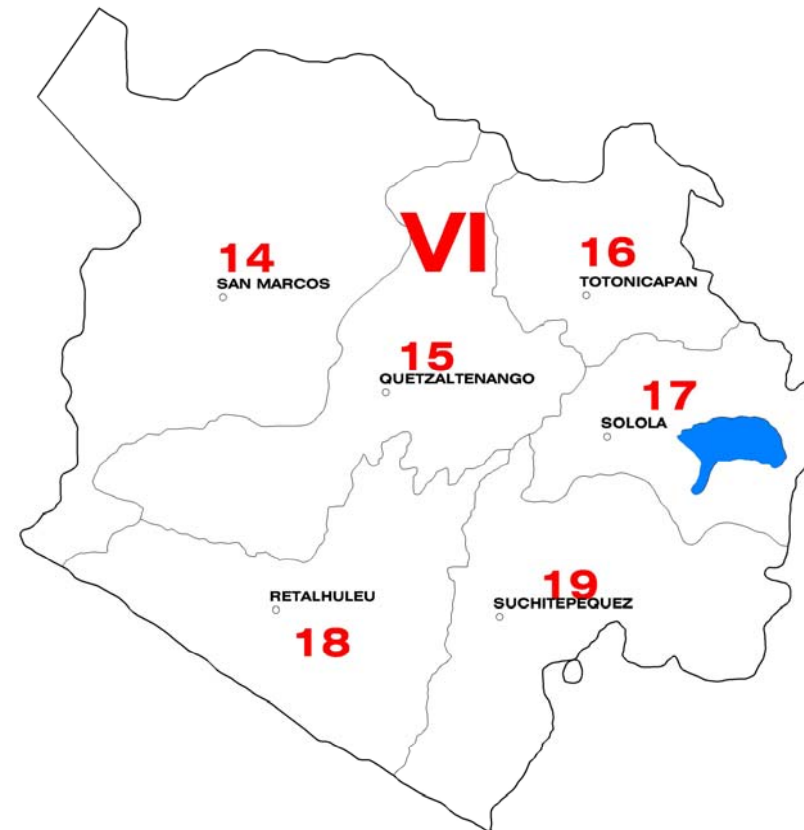 VI
14
SAN MARCOS
16
TOTONICAPAN
15
QUETZALTENANGO
17
SOLOLA
19
SUCHITEPEQUEZ
RETALHULEU
18